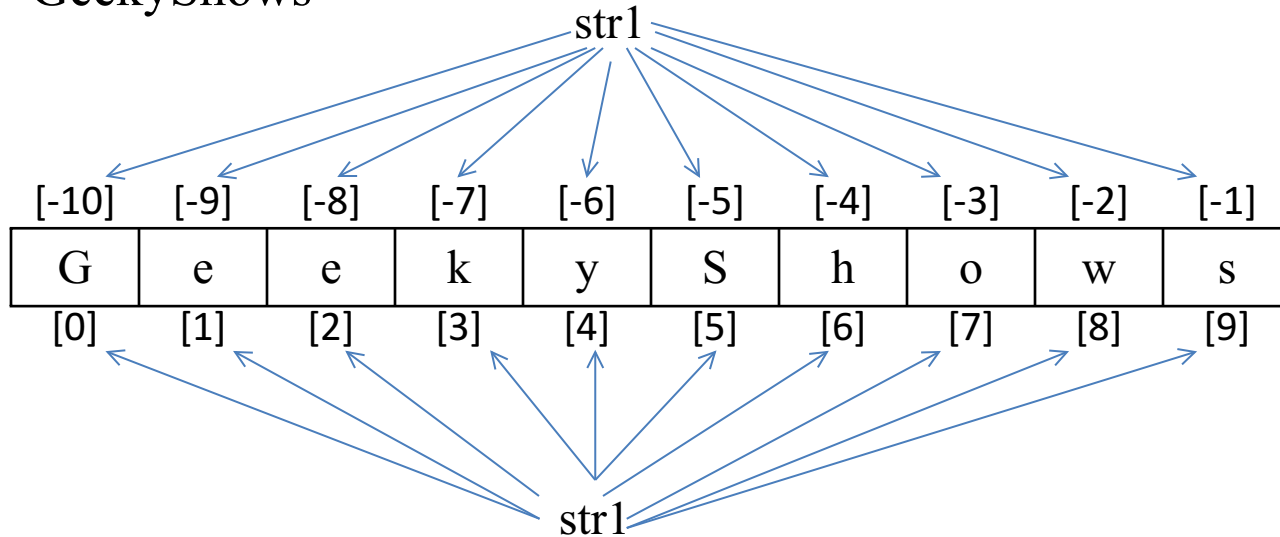 GeekyShows
str1
[-10] [-9] [-8] [-7] [-6] [-5] [-4] [-3] [-2] [-1]
G e e k y S h o w s
[0] [1] [2] [3] [4] [5] [6] [7] [8] [9]
str1